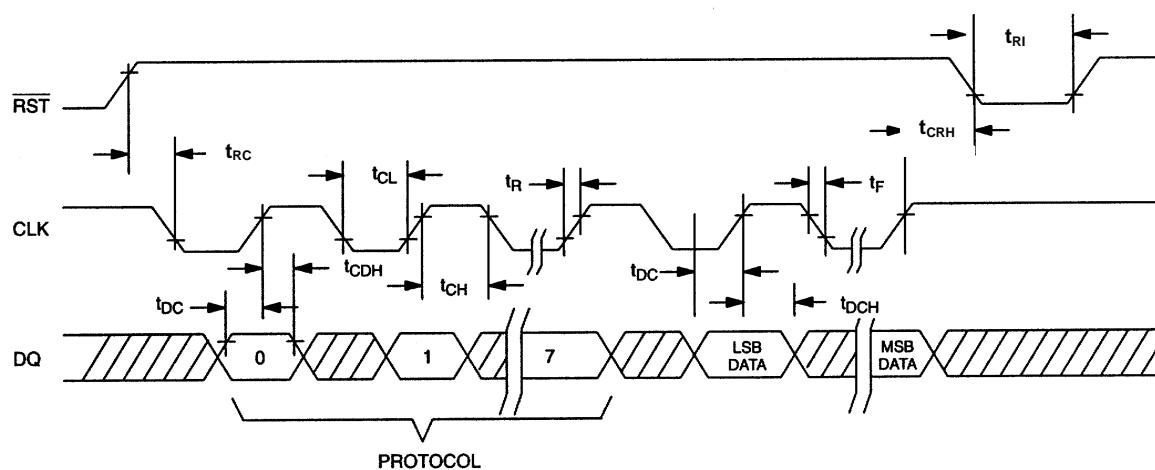 tRI
RST
tCRH
tRC
tCL
tR
tF
CLK
tCDH
tDC
tCH
tDC
tDCH
DQ
0
1
7
LSB
DATA
MSB
DATA
PROTOCOL